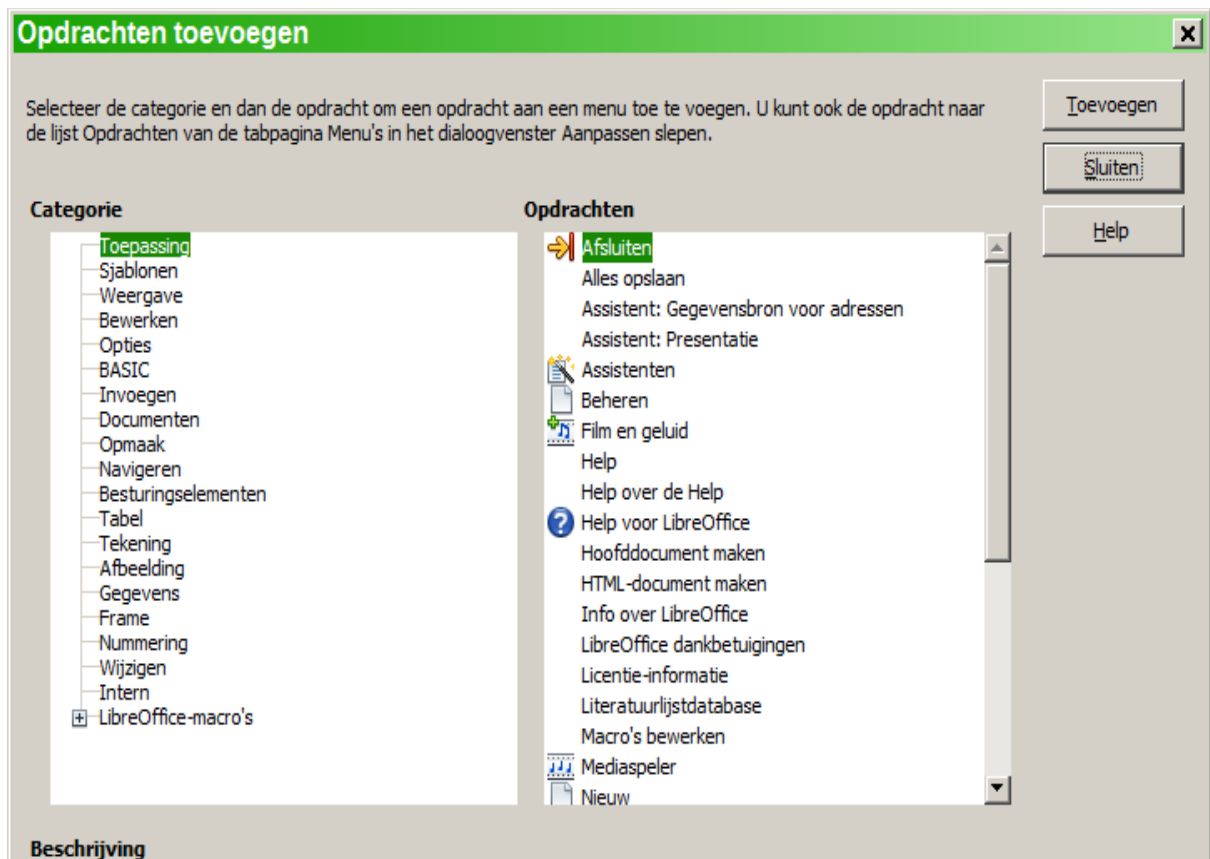 Opdrachten toevoegen
Selecteer de categorie en dan de opdracht om een opdracht aan een menu toe te voegen. U kunt ook de opdracht naar
de lijst Opdrachten van de tabpagina Menu's in het dialoogvenster Aanpassen slepen.
Toevoegen
Sluiten
Help
Categorie
Toepassing
Sjablonen
Weergave
Bewerken
Opties
BASIC
Invoegen
Documenten
Opmaak
Navigeren
Besturingselementen
Tabel
Tekening
Afbeelding
Gegevens
Frame
Nummering
Wijzigen
Intern
LibreOffice-macro's
Opdrachten
Afsluiten
Alles opslaan
Assistent: Gegevensbron voor adressen
Assistent: Presentatie
Assistenten
Beheren
Film en geluid
Help
Help over de Help
Help voor LibreOffice
Hoofddocument maken
HTML-document maken
Info over LibreOffice
LibreOffice dankbetuigingen
Licentie-informatie
Literatuurlijstdatabase
Macro's bewerken
Mediaspeler
Nieuw
Beschrijving